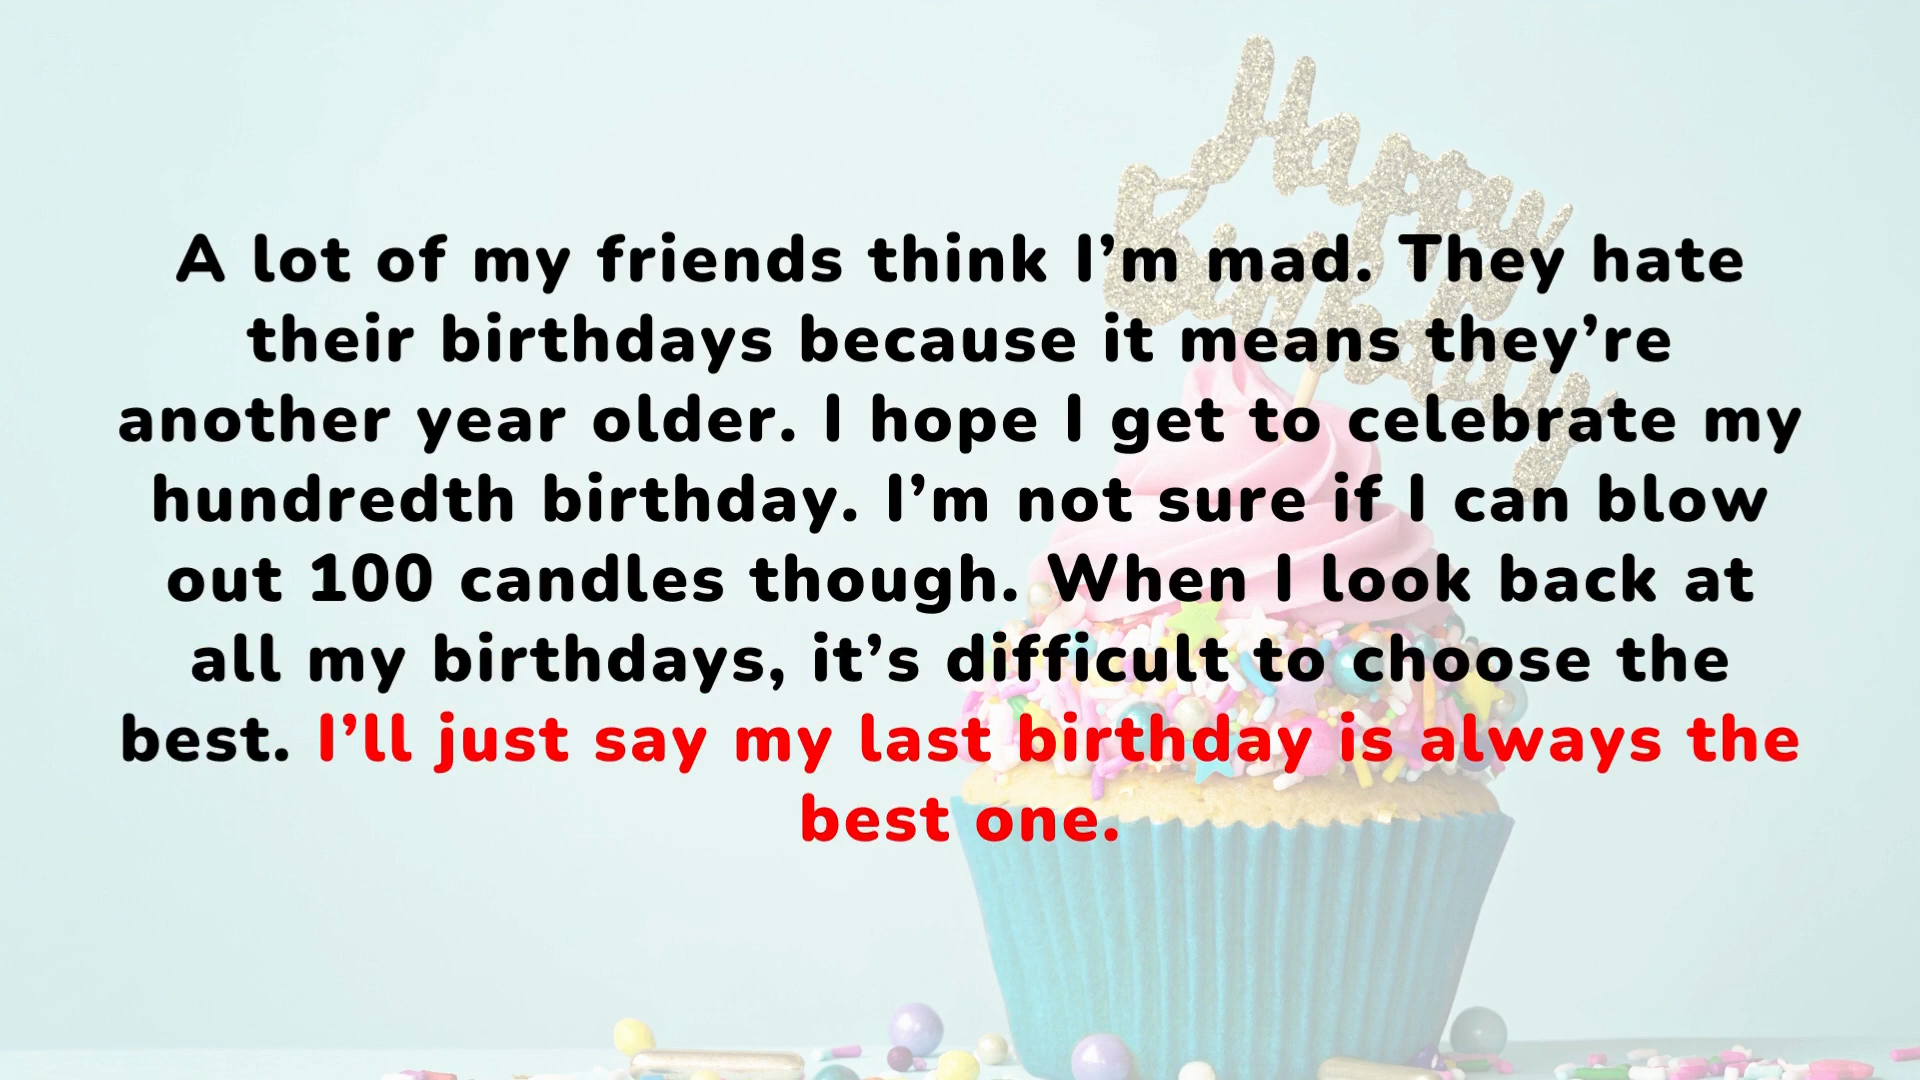 Happy
Birthday
A lot of my friends think I’m mad. They hate
their birthdays because it means they’re
another year older. I hope I get to celebrate my
hundredth birthday. I’m not sure if I can blow
out 100 candles though. When I look back at
all my birthdays, it’s difficult to choose the
best. I’ll just say my last birthday is always the
best one.